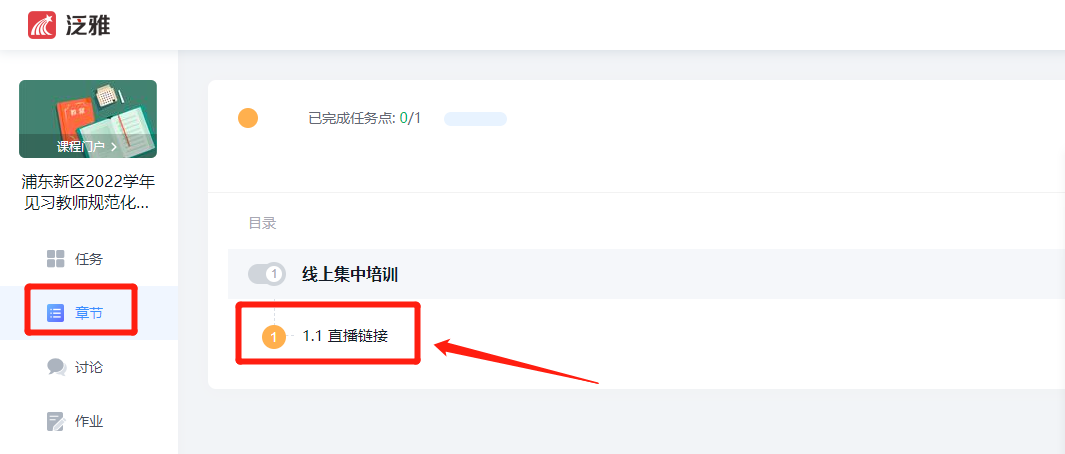 泛雅
课程门户 >
浦东新区2022学年
见习教师规范化...
任务
章节
讨论
作业
已完成任务点: 0/1
目录
1 线上集中培训
1 1.1 直播链接